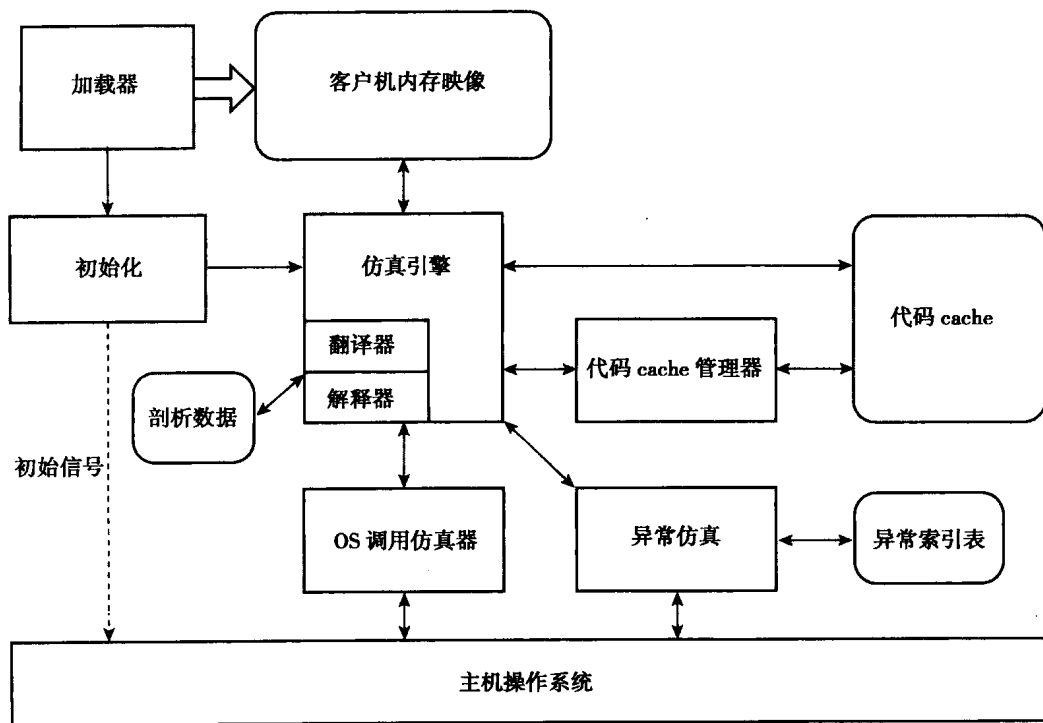 加载器
客户机内存映像
初始化
仿真引擎
代码 cache
翻译器
代码 cache 管理器
解释器
剖析数据
初始信号
OS 调用仿真器
异常仿真
异常索引表
主机操作系统